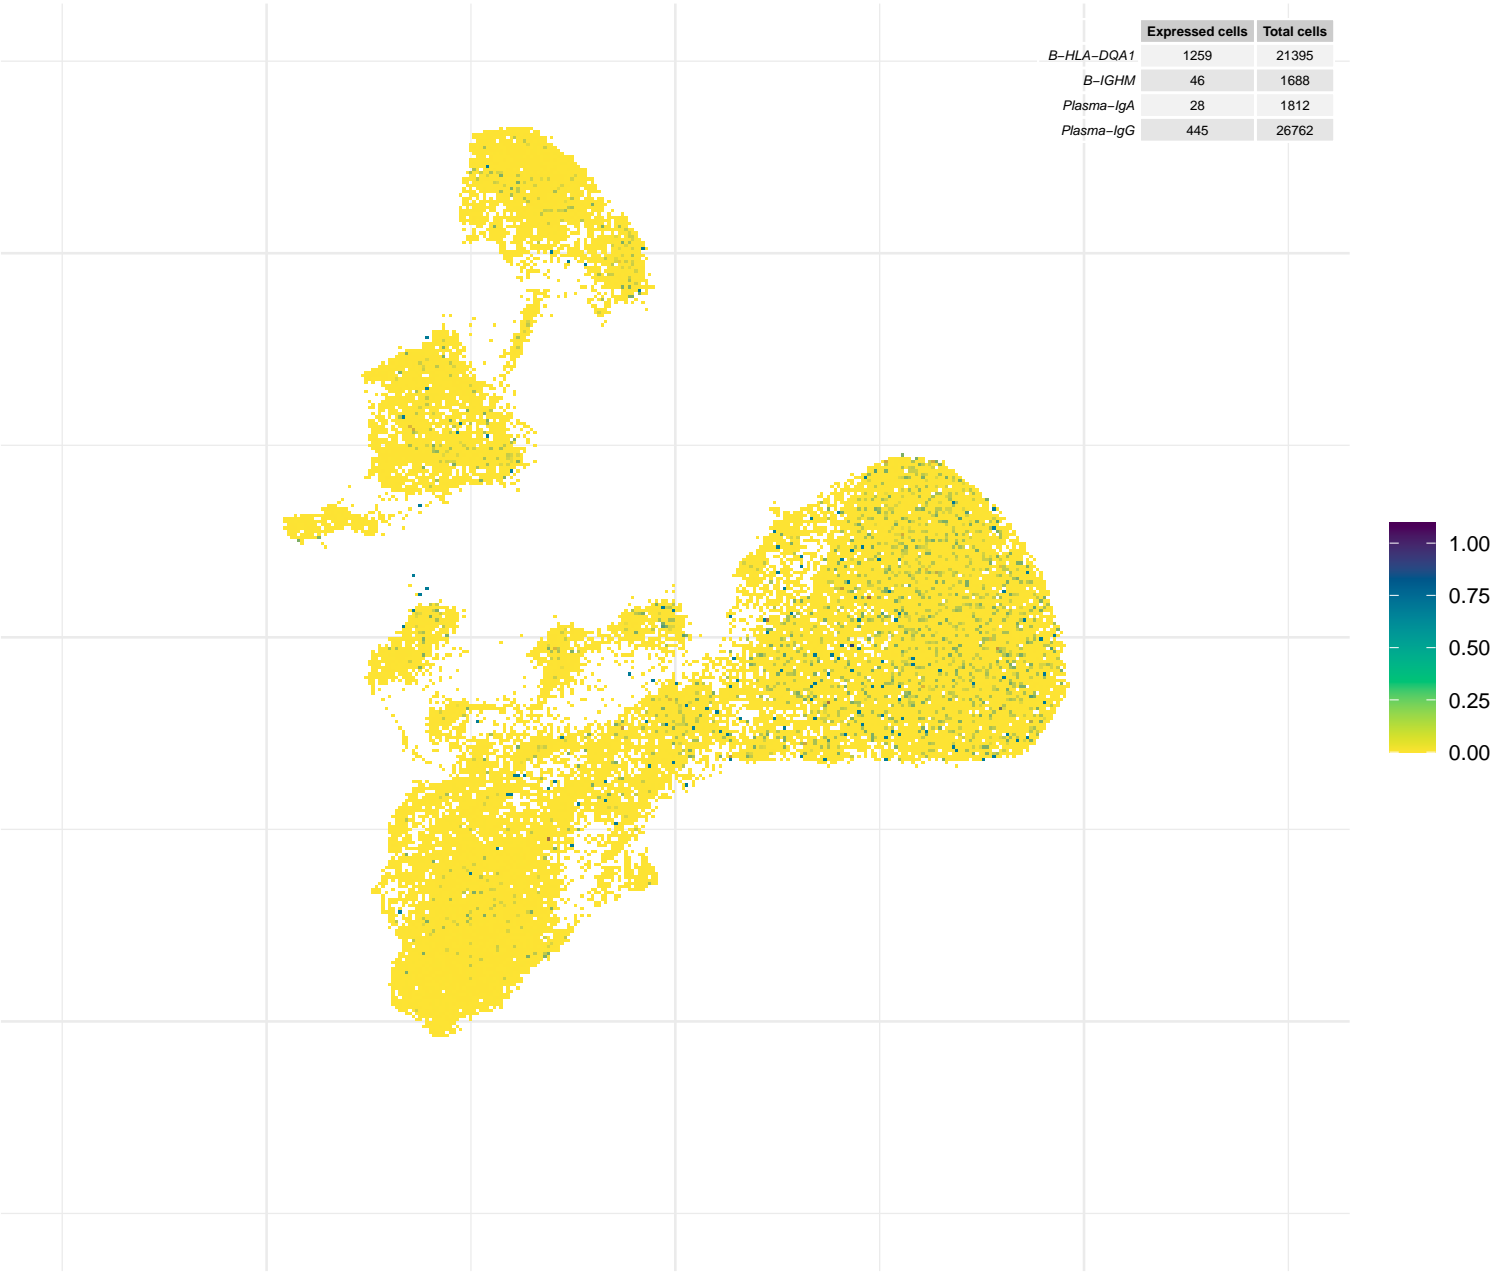 Expressed cells Total cells
B−HLA−DQA1 1259 21395
B−IGHM 46 1688
Plasma−IgA 28 1812
Plasma−IgG 445 26762
1.00
0.75
0.50
0.25
0.00